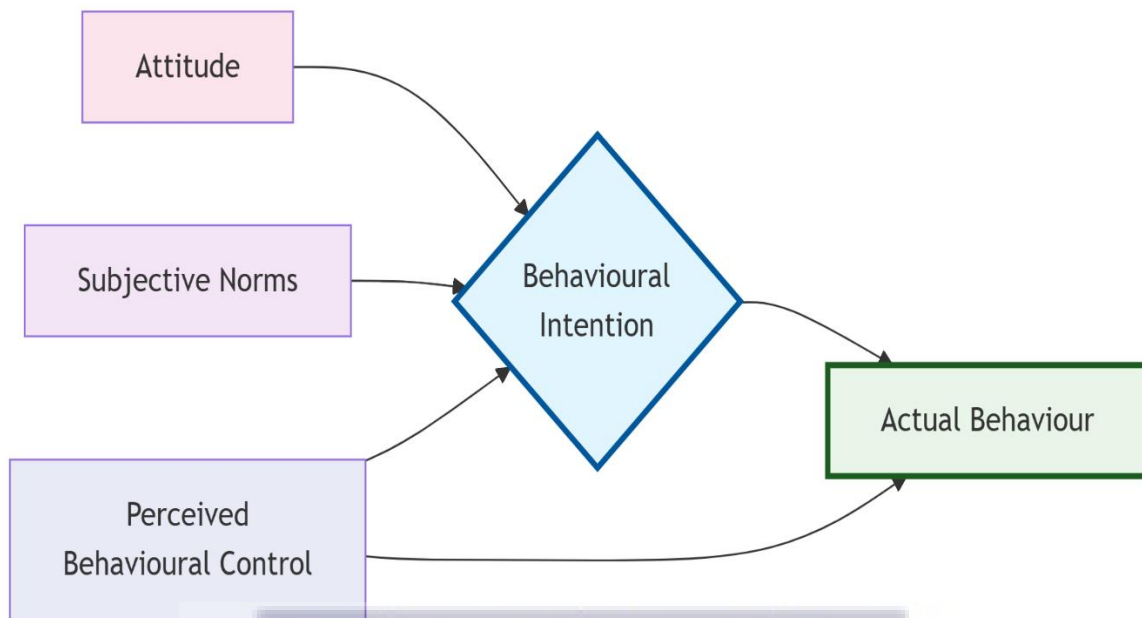 Attitude
Subjective Norms
Behavioural
Intention
Actual Behaviour
Perceived
Behavioural Control